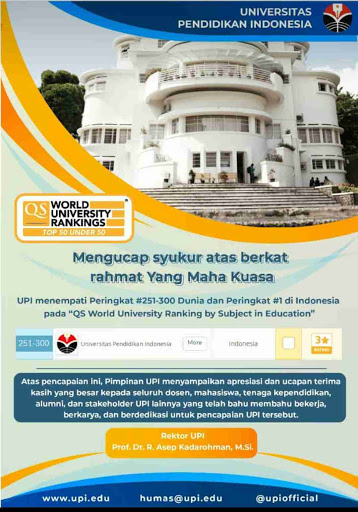 UNIVERSITAS
PENDIDIKAN INDONESIA
QS WORLD
UNIVERSITY
RANKINGS
TOP 50 UNDER 50
Mengucap syukur atas berkat
rahmat Yang Maha Kuasa
UPI menempati Peringkat #251-300 Dunia dan Peringkat #1 di Indonesia
pada “QS World University Ranking by Subject in Education”
251-300 Universitas Pendidikan Indonesia More Indonesia 3★
Atas pencapaian ini, Pimpinan UPI menyampaikan apresiasi dan ucapan terima
kasih yang besar kepada seluruh dosen, mahasiswa, tenaga kependidikan,
alumni, dan stakeholder UPI lainnya yang telah bahu membahu bekerja,
berkarya, dan berdedikasi untuk pencapaian UPI tersebut.
Rektor UPI
Prof. Dr. R. Asep Kadarohman, M.Si.
www.upi.edu humas@upi.edu @upiofficial